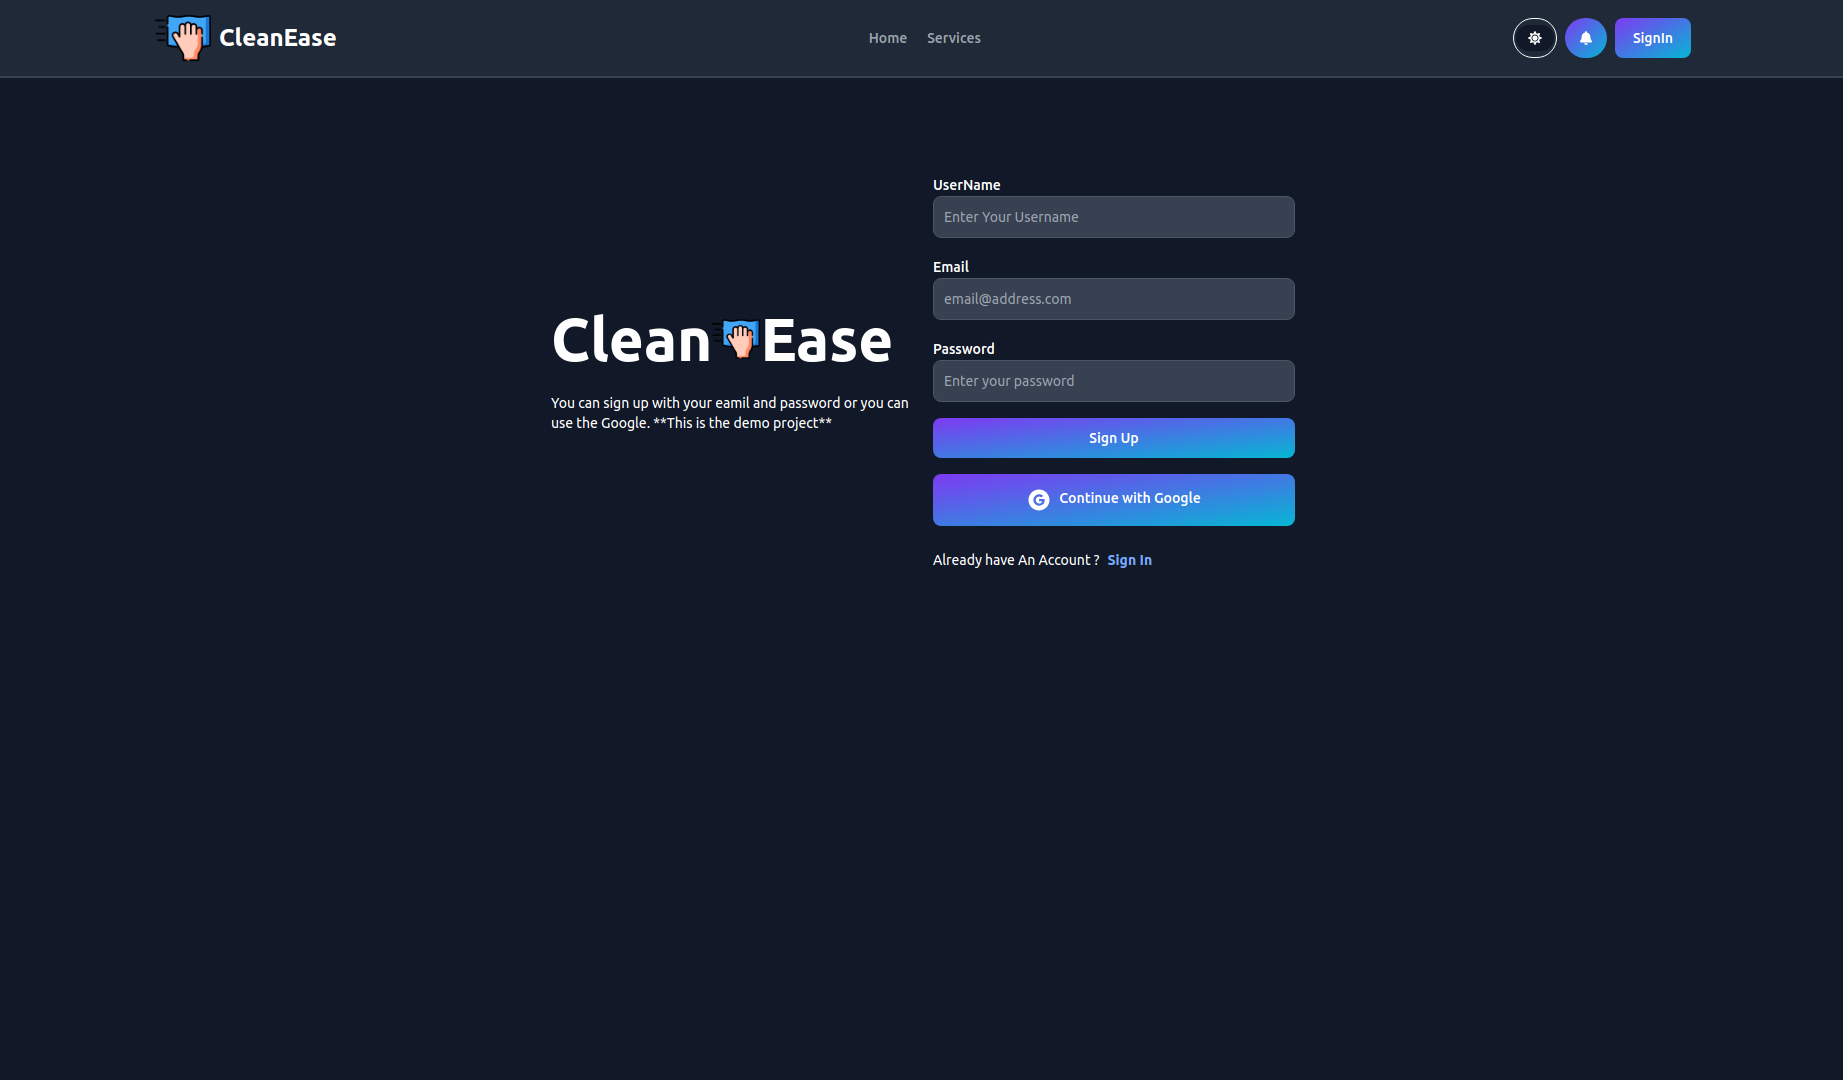 CleanEase
Home Services
SignIn
UserName
Enter Your Username
Email
email@address.com
CleanEase
You can sign up with your eamil and password or you can
use the Google. **This is the demo project**
Password
Enter your password
Sign Up
G Continue with Google
Already have An Account ? Sign In